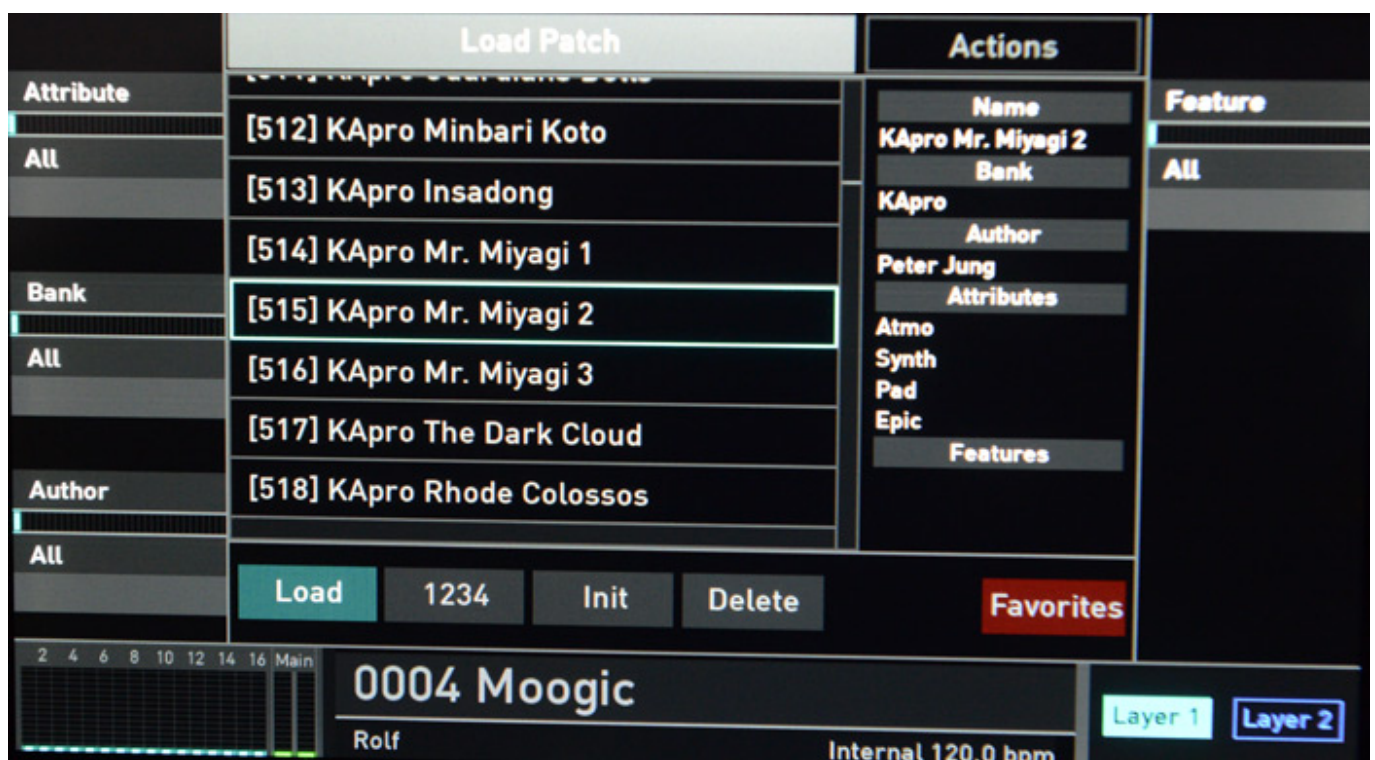 Load Patch
Actions
Attribute
All
Bank
All
Author
All
[512] KApro Minbari Koto
[513] KApro Insadong
[514] KApro Mr. Miyagi 1
[515] KApro Mr. Miyagi 2
[516] KApro Mr. Miyagi 3
[517] KApro The Dark Cloud
[518] KApro Rhode Colossos
Name
KApro Mr. Miyagi 2
Bank
KApro
Author
Peter Jung
Attributes
Atmo
Synth
Pad
Epic
Features
Feature
All
Load 1234 Init Delete Favorites
2 4 6 8 10 12 14 16 Main
0004 Moogic
Rolf
Internal 120.0 bpm
Layer 1 Layer 2